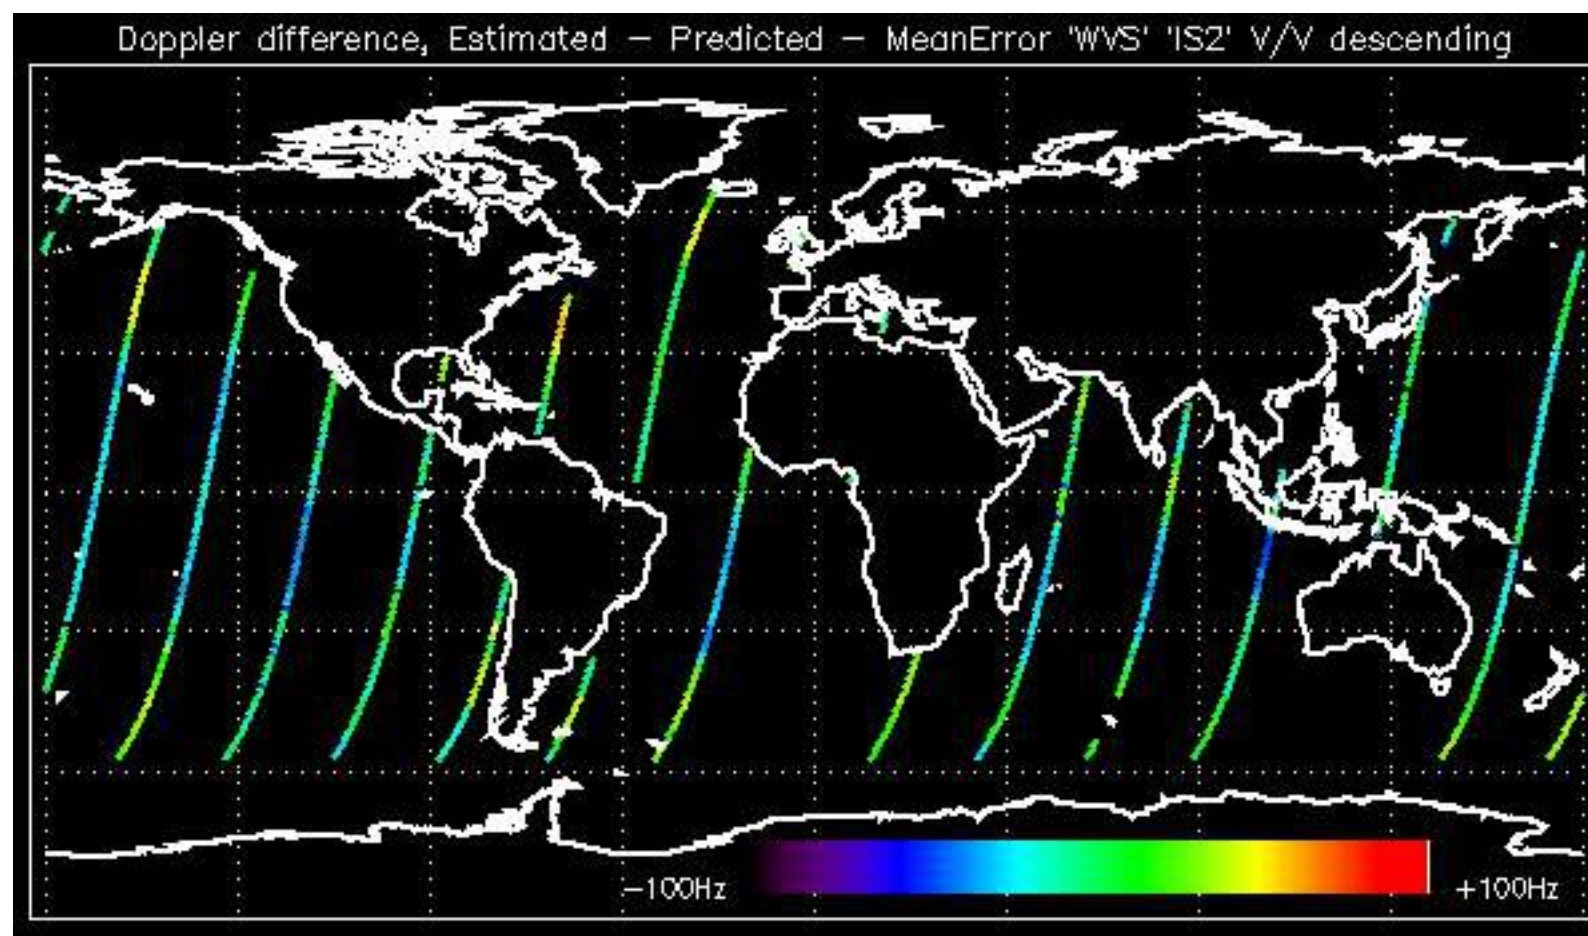 Doppler difference, Estimated – Predicted – MeanError 'WVS' 'IS2' V/V descending
–100Hz +100Hz